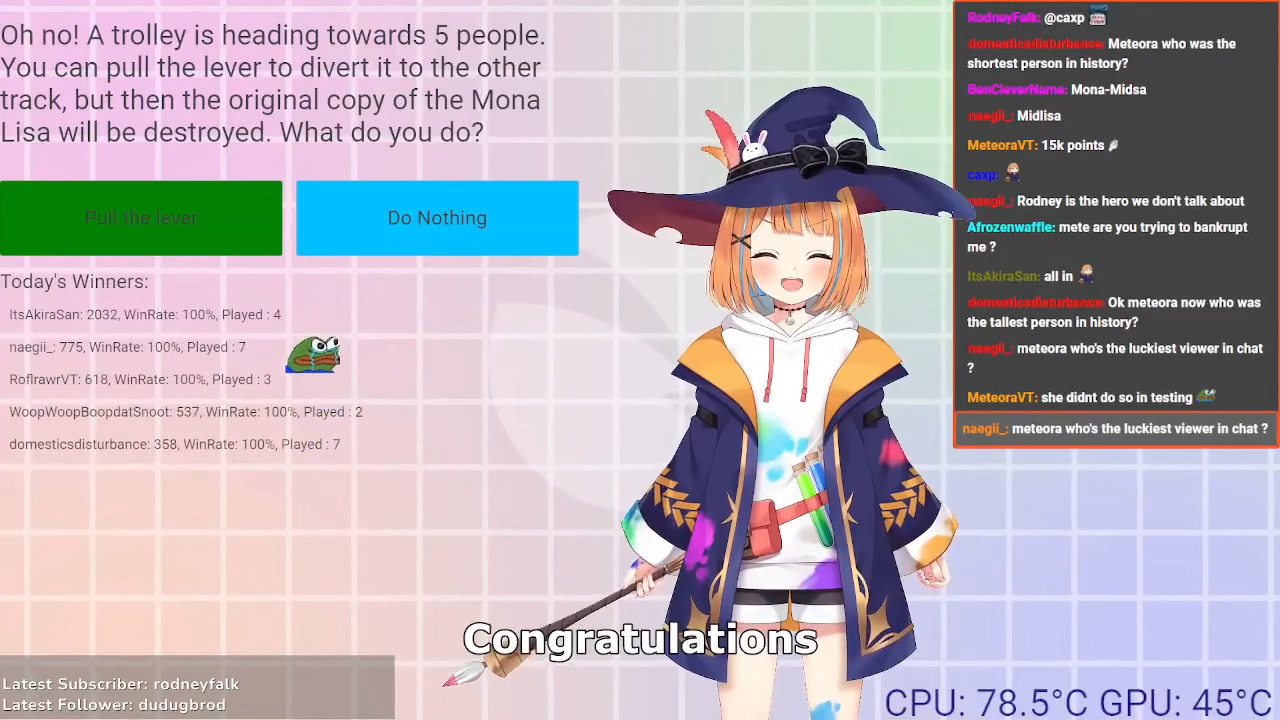 Oh no! A trolley is heading towards 5 people.
You can pull the lever to divert it to the other
track, but then the original copy of the Mona
Lisa will be destroyed. What do you do?
Pull the lever
Do Nothing
Today's Winners:
ItsAkiraSan: 2032, WinRate: 100%, Played : 4
naegii_: 775, WinRate: 100%, Played : 7
RoflrawrVT: 618, WinRate: 100%, Played : 3
WoopWoopBoopdatSnoot: 537, WinRate: 100%, Played : 2
domesticsdisturbance: 358, WinRate: 100%, Played : 7
RodneyFalk: @caxp
domesticsdisturbance: Meteora who was the
shortest person in history?
BenCleverName: Mona-Midsa
naegii_: Midlisa
MeteoraVT: 15k points
caxp:
naegii_: Rodney is the hero we don't talk about
Afrozenwaffle: mete are you trying to bankrupt
me ?
ItsAkiraSan: all in
domesticsdisturbance: Ok meteora now who was
the tallest person in history?
naegii_: meteora who's the luckiest viewer in chat
?
MeteoraVT: she didnt do so in testing
naegii_: meteora who's the luckiest viewer in chat ?
Congratulations
Latest Subscriber: rodneyfalk
Latest Follower: dudugbrod
CPU: 78.5°C GPU: 45°C